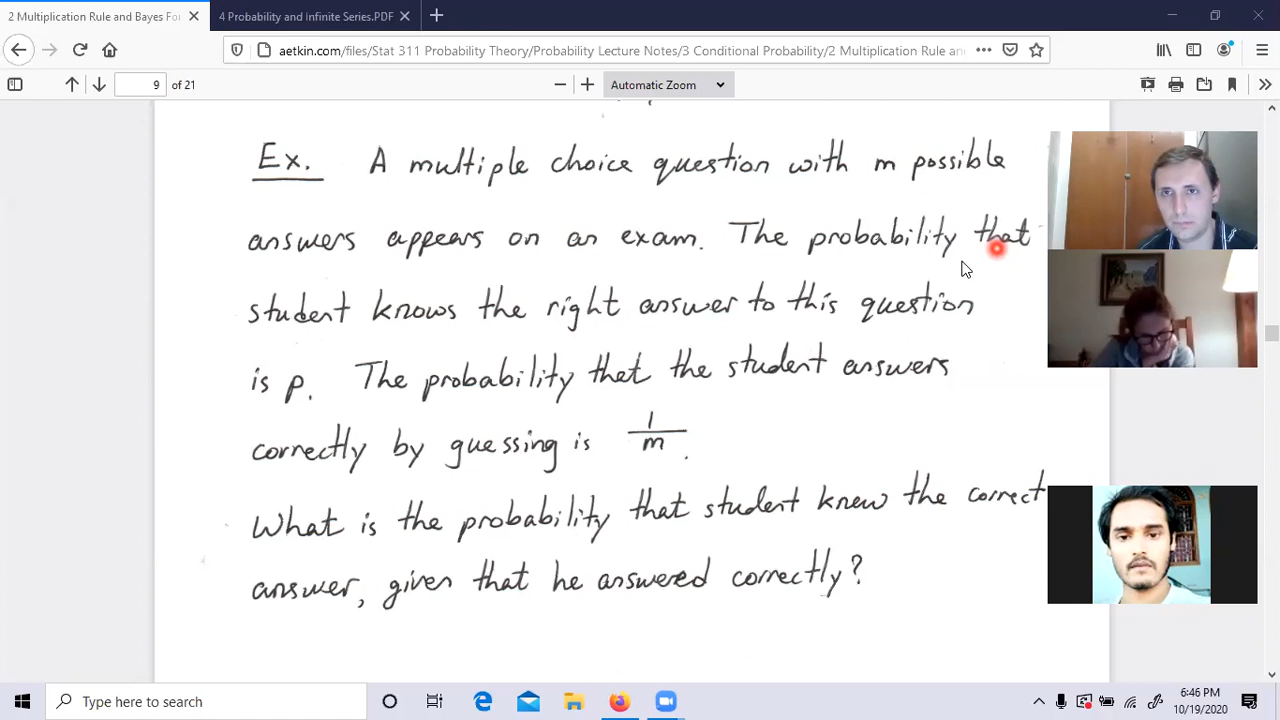 2 Multiplication Rule and Bayes Fo
4 Probability and Infinite Series.PDF
aetkin.com/files/Stat 311 Probability Theory/Probability Lecture Notes/3 Conditional Probability/2 Multiplication Rule and
9 of 21
Automatic Zoom
Ex. A multiple choice question with m possible
answers appears on an exam. The probability that
student knows the right answer to this question
is p. The probability that the student answers
correctly by guessing is 1/m.
What is the probability that student knew the correct
answer, given that he answered correctly?
Type here to search
6:46 PM
10/19/2020